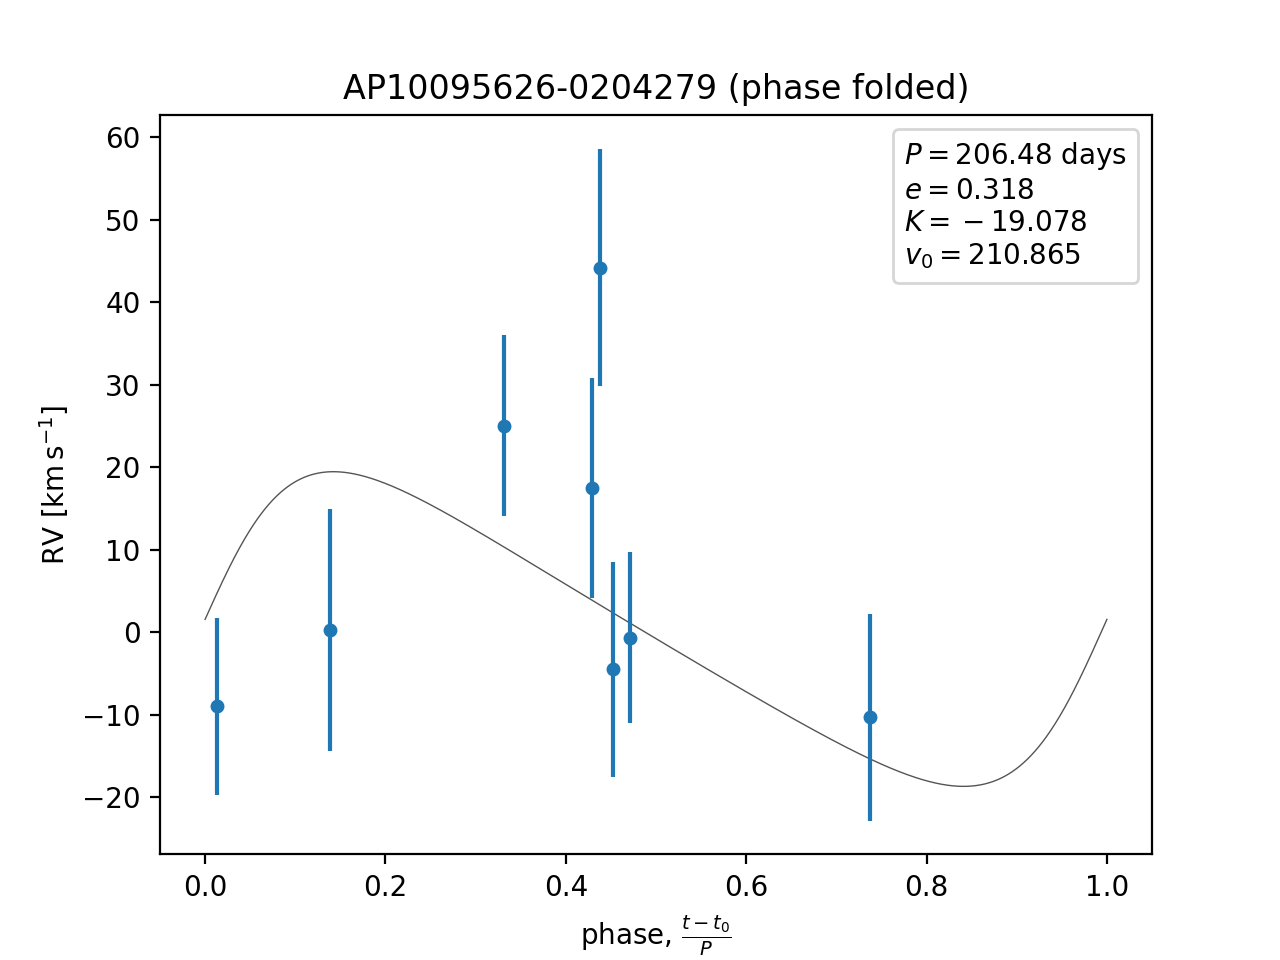 AP10095626-0204279 (phase folded)
P = 206.48 days
e = 0.318
K = −19.078
v₀ = 210.865
60
50
40
30
20
10
0
−10
−20
RV [km s⁻¹]
0.0 0.2 0.4 0.6 0.8 1.0
phase, (t − t₀)/P